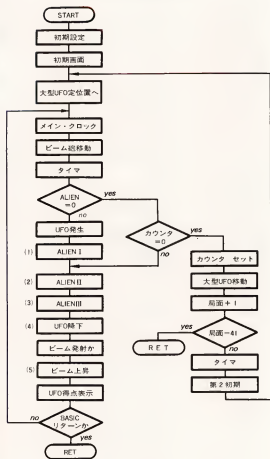 START
初期設定
初期画面
大型UFO定位置へ
メイン・クロック
ビーム総移動
タイマ
ALIEN
=0
yes
no
UFO発生
(1) ALIEN I
(2) ALIEN II
(3) ALIEN III
(4) UFO降下
ビーム発射か
(5) ビーム上昇
UFO得点表示
BASIC
リターンか
no
yes
RET
カウンタ
=0
yes
no
カウンタ セット
大型UFO移動
局面+1
yes
RET
no
タイマ
第2初期